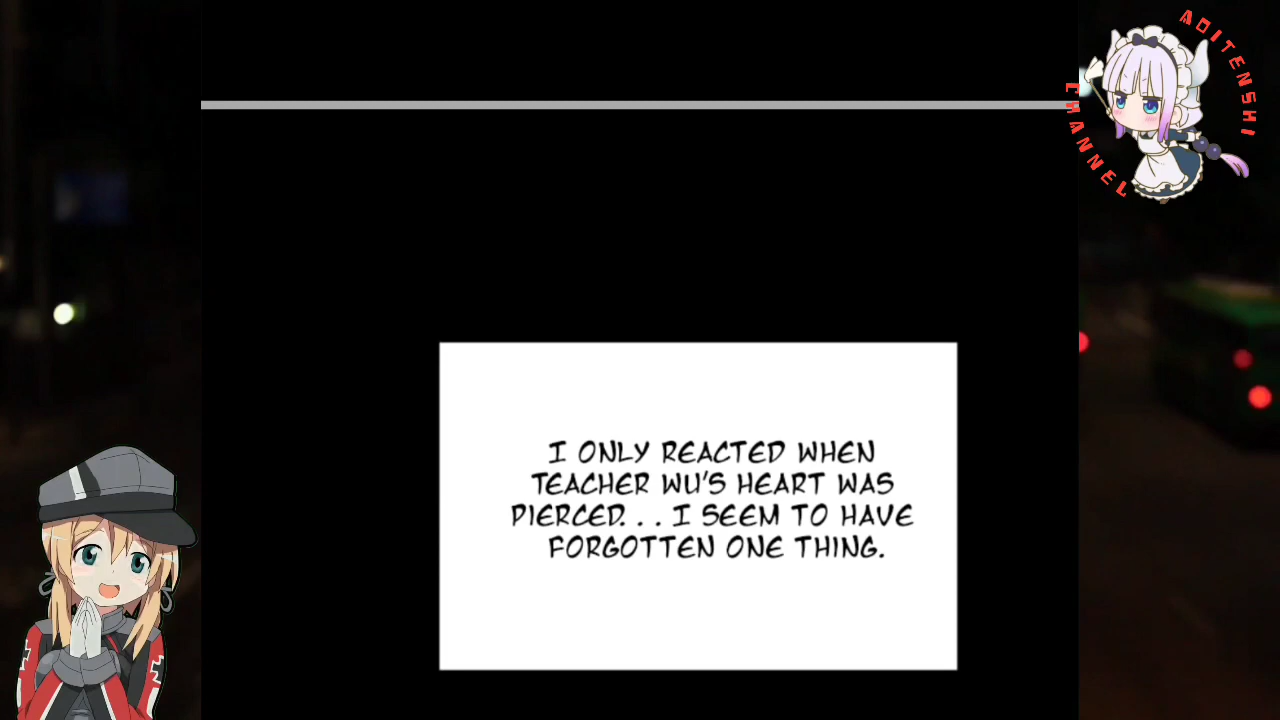 AOITENSHI
CHANNEL
I ONLY REACTED WHEN
TEACHER WU'S HEART WAS
PIERCED. . . I SEEM TO HAVE
FORGOTTEN ONE THING.